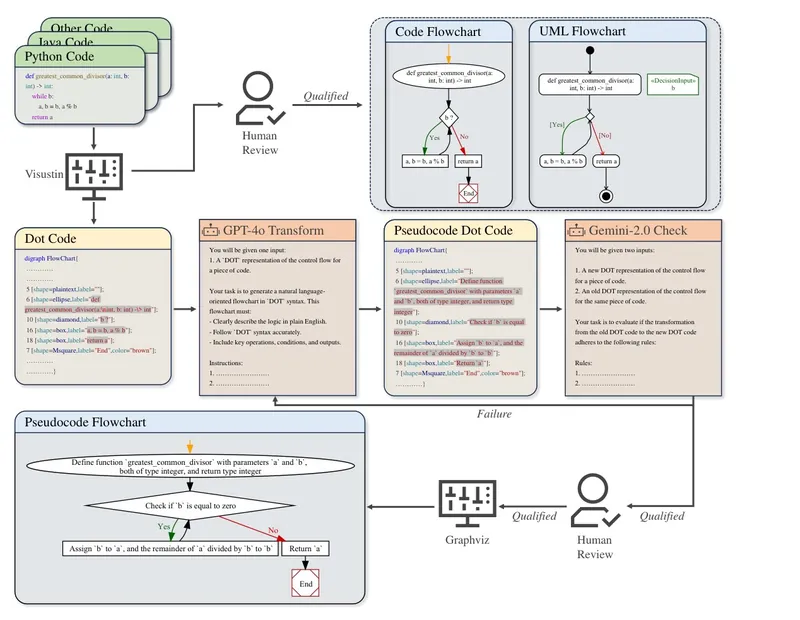 Other Code
Java Code
Python Code
def greatest_common_divisor(a: int, b:
int) -> int:
while b:
a, b = b, a % b
return a
Visustin
Human
Review
Qualified
Code Flowchart
def greatest_common_divisor(a:
int, b: int) -> int
b ?
Yes
No
a, b = b, a % b
return a
End
UML Flowchart
def greatest_common_divisor(a:
int, b: int) -> int
«DecisionInput»
b
[Yes]
[No]
a, b = b, a % b
return a
Dot Code
digraph FlowChart{
…………
…………
5 [shape=plaintext,label=""];
6 [shape=ellipse,label="def
greatest_common_divisor(a:int, b: int) -> int"];
10 [shape=diamond,label="b ?"];
16 [shape=box,label="a, b = b, a % b"];
18 [shape=box,label="return a"];
7 [shape=Msquare,label="End",color="brown"];
…………
…………}
GPT-4o Transform
You will be given one input:
1. A `DOT` representation of the control flow for
a piece of code.
Your task is to generate a natural language-
oriented flowchart in `DOT` syntax. This
flowchart must:
- Clearly describe the logic in plain English.
- Follow `DOT` syntax accurately.
- Include key operations, conditions, and outputs.
Instructions:
1. ……………………
2. ……………………
Pseudocode Dot Code
digraph FlowChart{
…………
5 [shape=plaintext,label=""];
6 [shape=ellipse,label="Define function
`greatest_common_divisor` with parameters `a`
and `b`, both of type integer, and return type
integer"];
10 [shape=diamond,label="Check if `b` is equal
to zero"];
16 [shape=box,label="Assign `b` to `a`, and the
remainder of `a` divided by `b` to `b`"];
18 [shape=box,label="Return `a`"];
7 [shape=Msquare,label="End",color="brown"];
…………}
Gemini-2.0 Check
You will be given two inputs:
1. A new DOT representation of the control flow
for a piece of code.
2. An old DOT representation of the control flow
for the same piece of code.
Your task is to evaluate if the transformation
from the old DOT code to the new DOT code
adheres to the following rules:
Rules:
1. ……………………
2. ……………………
Failure
Pseudocode Flowchart
Define function `greatest_common_divisor` with parameters `a` and `b`,
both of type integer, and return type integer
Check if `b` is equal to zero
Yes
No
Assign `b` to `a`, and the remainder of `a` divided by `b` to `b`
Return `a`
End
Graphviz
Qualified
Human
Review
Qualified